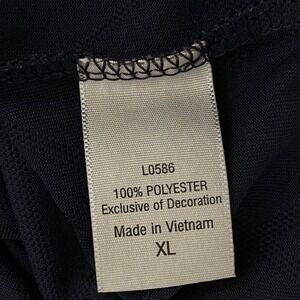 L0586
100% POLYESTER
Exclusive of Decoration
Made in Vietnam
XL